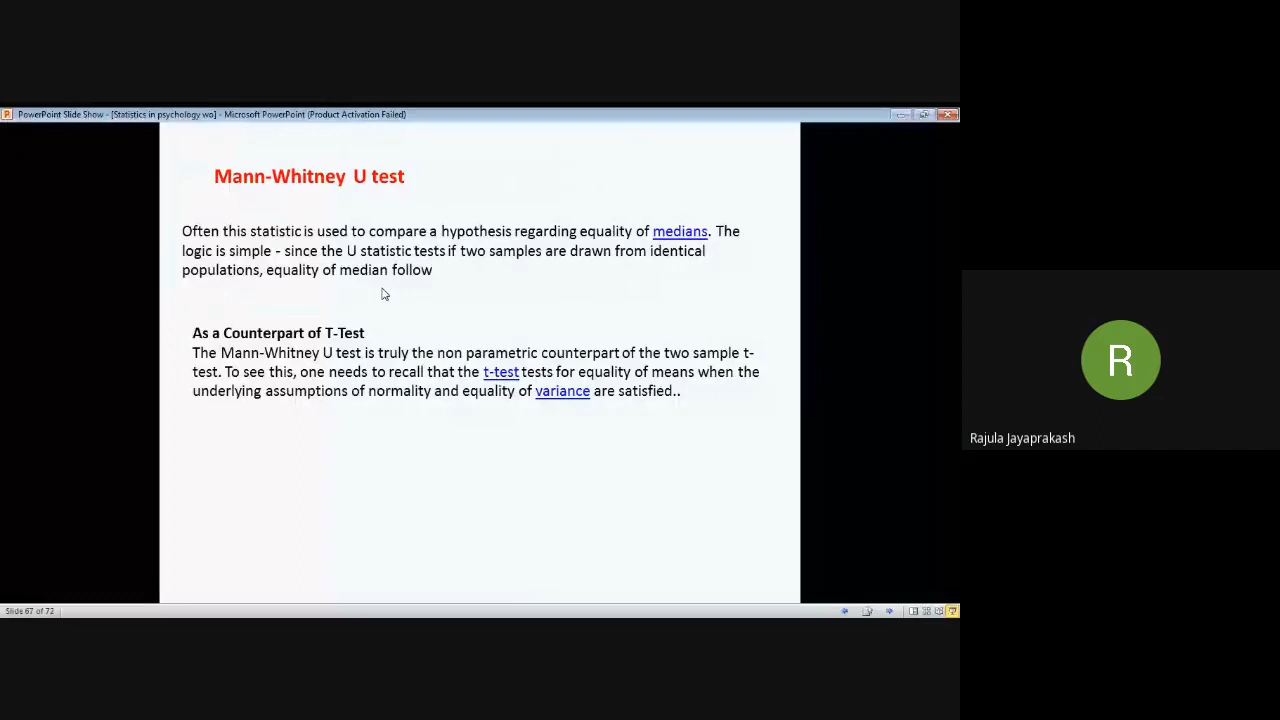 PowerPoint Slide Show - [Statistics in psychology wo] - Microsoft PowerPoint (Product Activation Failed)
Mann-Whitney U test
Often this statistic is used to compare a hypothesis regarding equality of medians. The
logic is simple - since the U statistic tests if two samples are drawn from identical
populations, equality of median follow
As a Counterpart of T-Test
The Mann-Whitney U test is truly the non parametric counterpart of the two sample t-
test. To see this, one needs to recall that the t-test tests for equality of means when the
underlying assumptions of normality and equality of variance are satisfied..
R
Rajula Jayaprakash
Slide 67 of 72